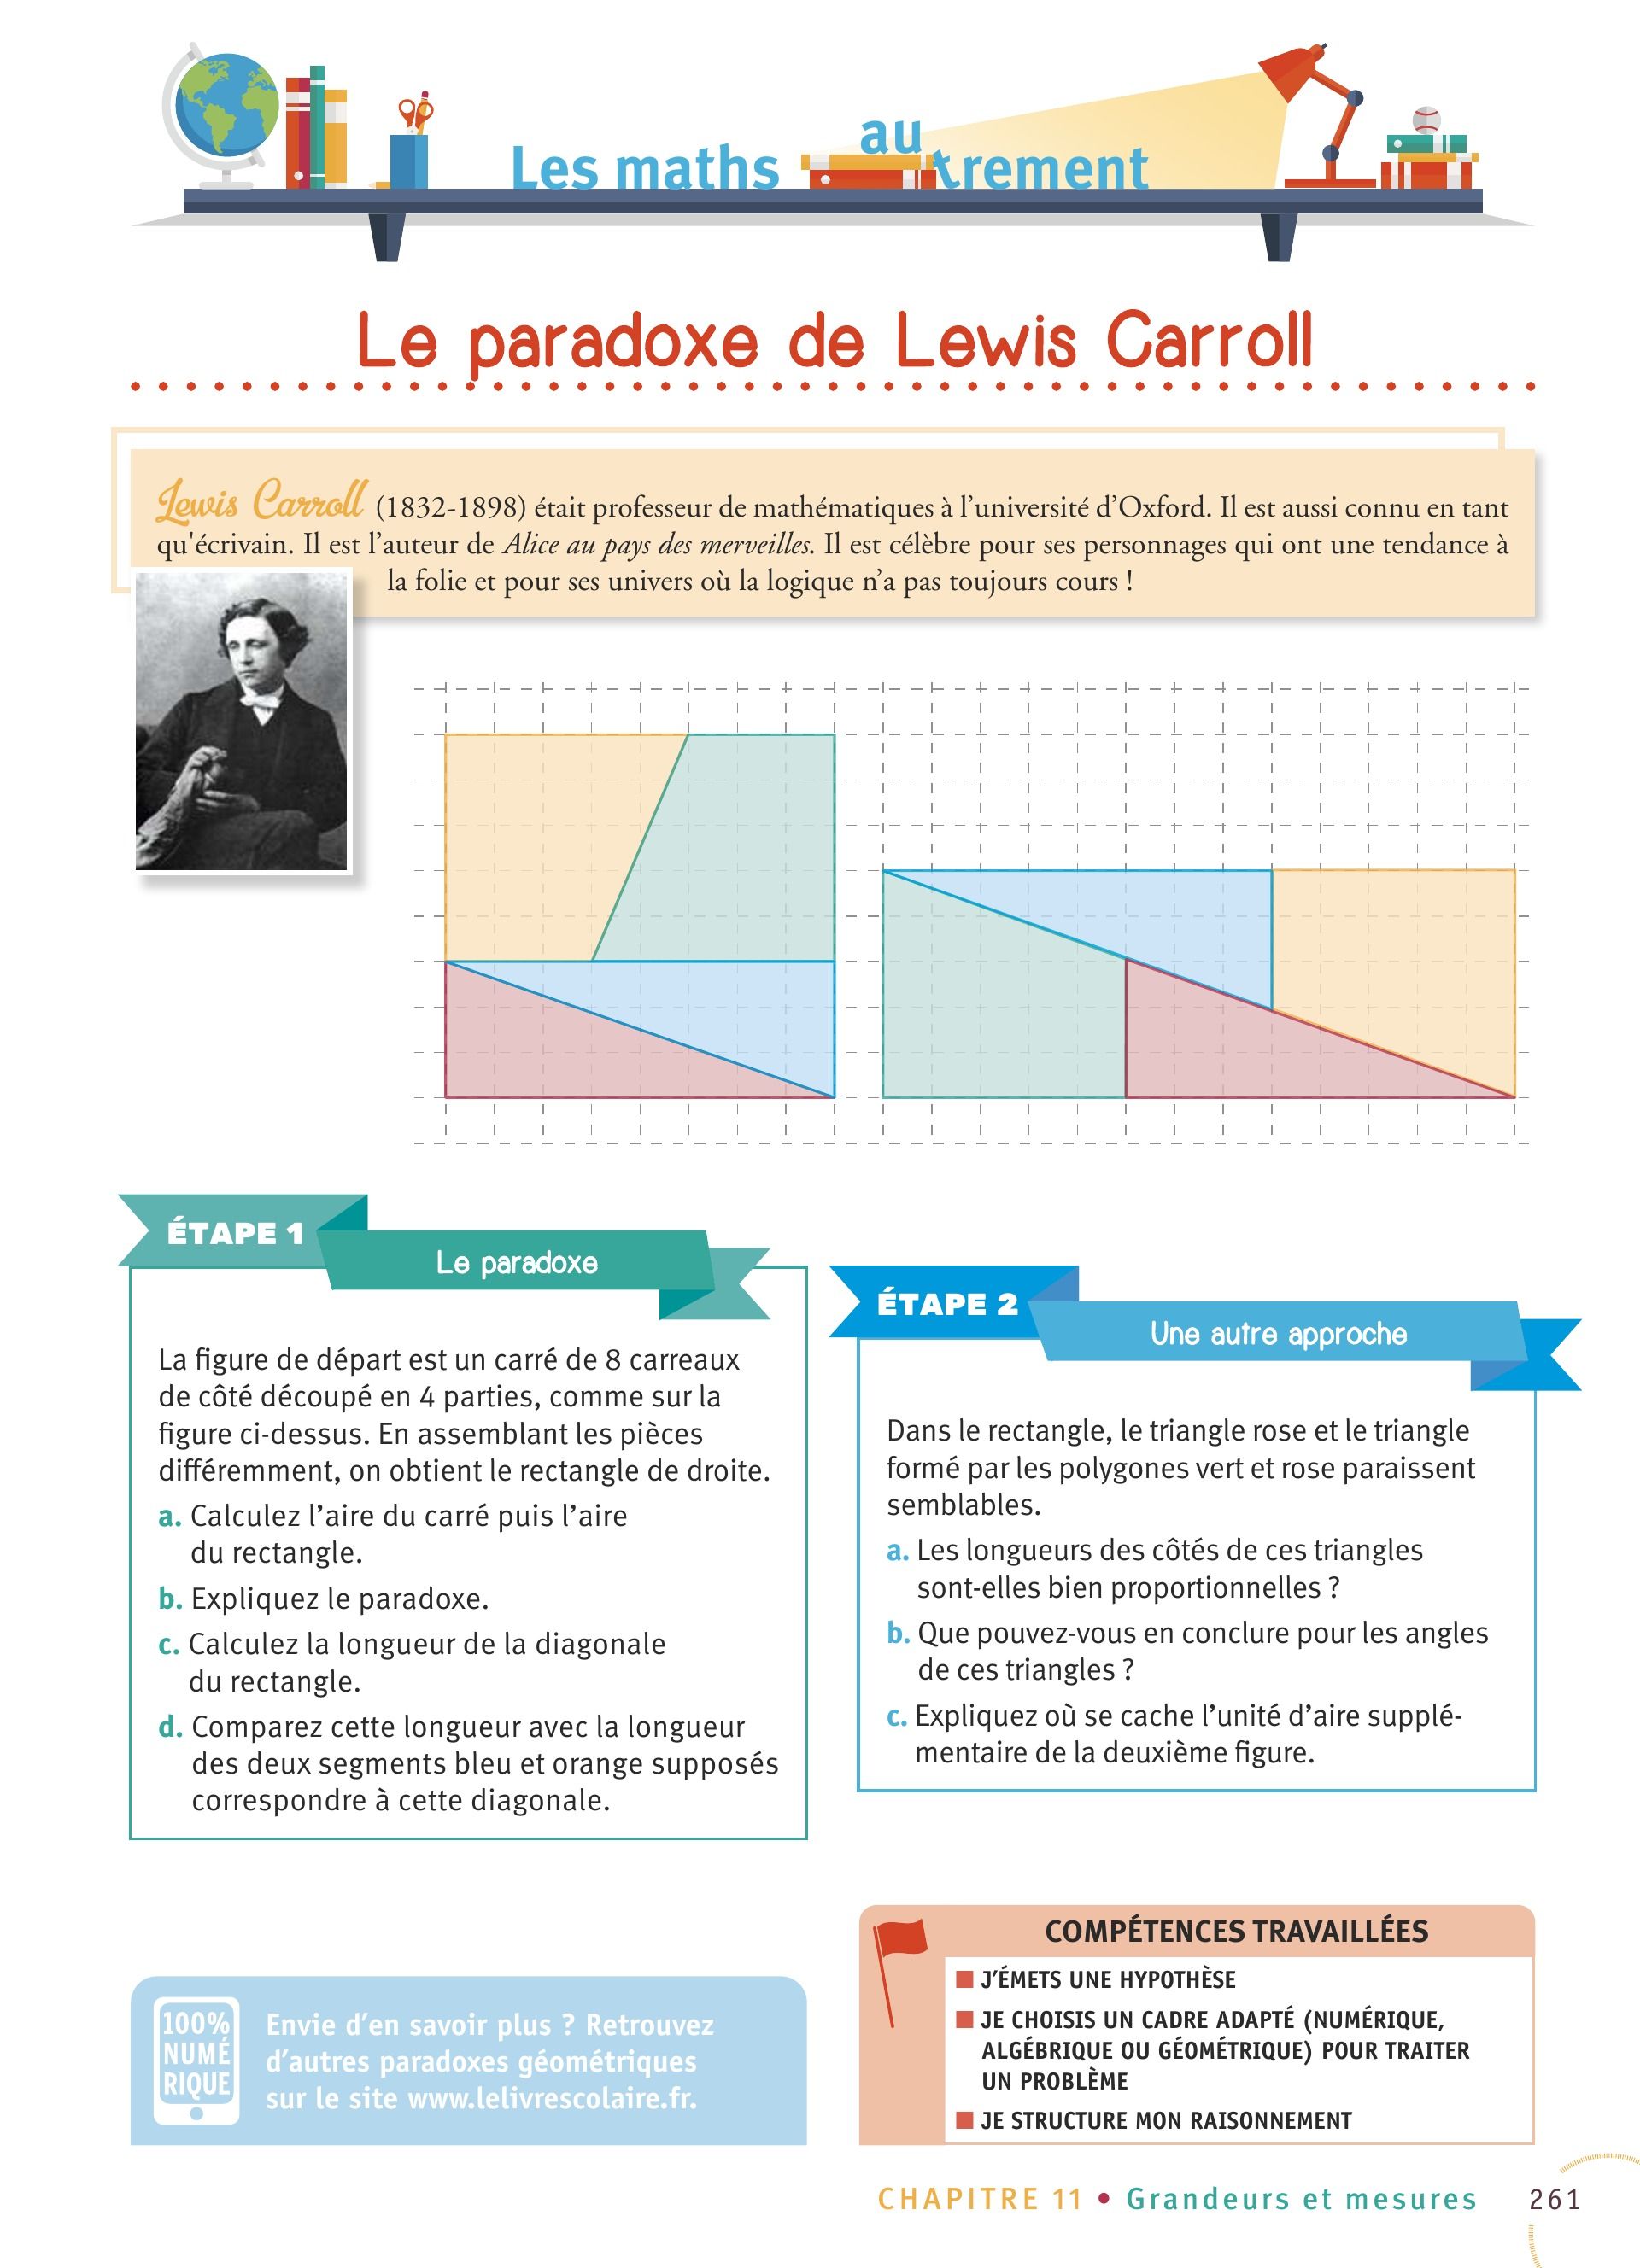 Les maths autrement
Le paradoxe de Lewis Carroll
Lewis Carroll (1832-1898) était professeur de mathématiques à l’université d’Oxford. Il est aussi connu en tant
qu'écrivain. Il est l’auteur de Alice au pays des merveilles. Il est célèbre pour ses personnages qui ont une tendance à
la folie et pour ses univers où la logique n’a pas toujours cours !
ÉTAPE 1
Le paradoxe
La figure de départ est un carré de 8 carreaux
de côté découpé en 4 parties, comme sur la
figure ci-dessus. En assemblant les pièces
différemment, on obtient le rectangle de droite.
a. Calculez l’aire du carré puis l’aire
du rectangle.
b. Expliquez le paradoxe.
c. Calculez la longueur de la diagonale
du rectangle.
d. Comparez cette longueur avec la longueur
des deux segments bleu et orange supposés
correspondre à cette diagonale.
ÉTAPE 2
Une autre approche
Dans le rectangle, le triangle rose et le triangle
formé par les polygones vert et rose paraissent
semblables.
a. Les longueurs des côtés de ces triangles
sont-elles bien proportionnelles ?
b. Que pouvez-vous en conclure pour les angles
de ces triangles ?
c. Expliquez où se cache l’unité d’aire supplé-
mentaire de la deuxième figure.
100%
NUMÉ
RIQUE
Envie d’en savoir plus ? Retrouvez
d’autres paradoxes géométriques
sur le site www.lelivrescolaire.fr.
COMPÉTENCES TRAVAILLÉES
J’ÉMETS UNE HYPOTHÈSE
JE CHOISIS UN CADRE ADAPTÉ (NUMÉRIQUE,
ALGÉBRIQUE OU GÉOMÉTRIQUE) POUR TRAITER
UN PROBLÈME
JE STRUCTURE MON RAISONNEMENT
CHAPITRE 11 • Grandeurs et mesures 261